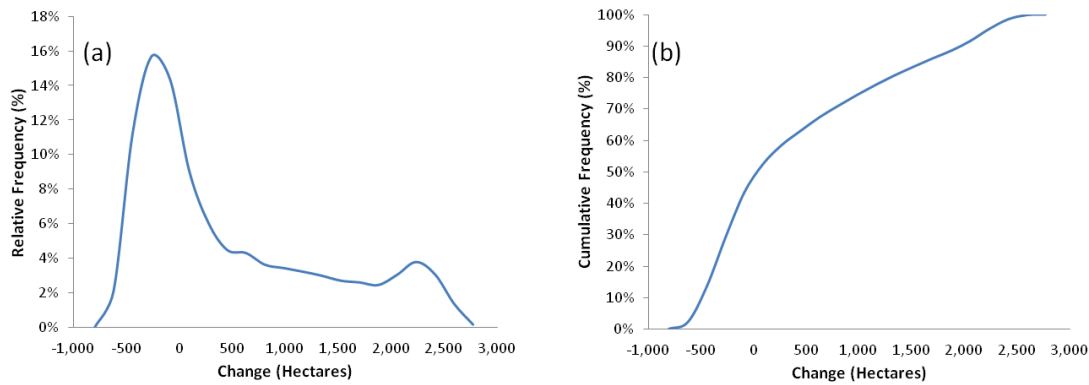 (a)
Relative Frequency (%)
18%
16%
14%
12%
10%
8%
6%
4%
2%
0%
-1,000 -500 0 500 1,000 1,500 2,000 2,500 3,000
Change (Hectares)
(b)
Cumulative Frequency (%)
100%
90%
80%
70%
60%
50%
40%
30%
20%
10%
0%
-1,000 -500 0 500 1,000 1,500 2,000 2,500 3,000
Change (Hectares)